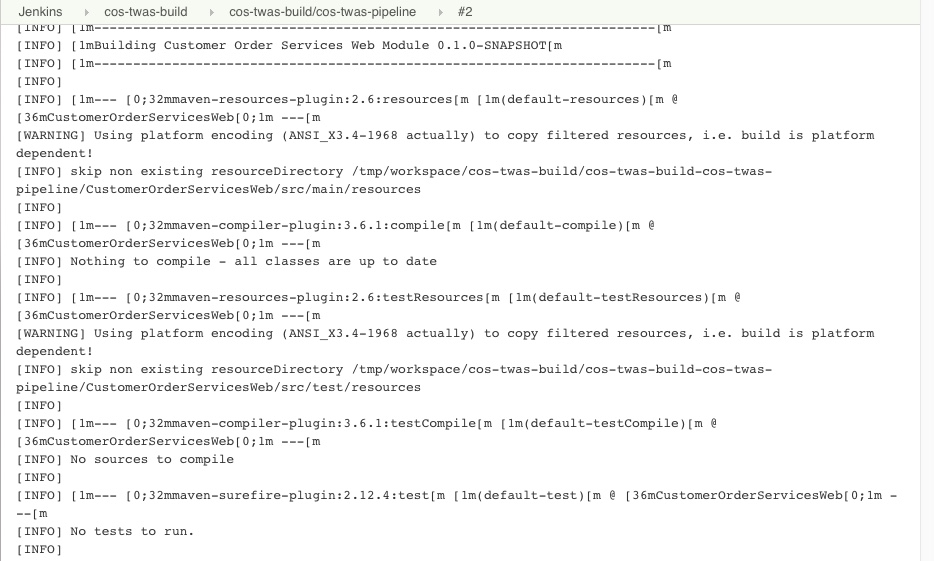 Jenkins cos-twas-build cos-twas-build/cos-twas-pipeline #2
[INFO] [1m------------------------------------------------------------------------[m
[INFO] [1mBuilding Customer Order Services Web Module 0.1.0-SNAPSHOT[m
[INFO] [1m------------------------------------------------------------------------[m
[INFO]
[INFO] [1m--- [0;32mmaven-resources-plugin:2.6:resources[m [1m(default-resources)[m @
[36mCustomerOrderServicesWeb[0;1m ---[m
[WARNING] Using platform encoding (ANSI_X3.4-1968 actually) to copy filtered resources, i.e. build is platform
dependent!
[INFO] skip non existing resourceDirectory /tmp/workspace/cos-twas-build/cos-twas-build-cos-twas-
pipeline/CustomerOrderServicesWeb/src/main/resources
[INFO]
[INFO] [1m--- [0;32mmaven-compiler-plugin:3.6.1:compile[m [1m(default-compile)[m @
[36mCustomerOrderServicesWeb[0;1m ---[m
[INFO] Nothing to compile - all classes are up to date
[INFO]
[INFO] [1m--- [0;32mmaven-resources-plugin:2.6:testResources[m [1m(default-testResources)[m @
[36mCustomerOrderServicesWeb[0;1m ---[m
[WARNING] Using platform encoding (ANSI_X3.4-1968 actually) to copy filtered resources, i.e. build is platform
dependent!
[INFO] skip non existing resourceDirectory /tmp/workspace/cos-twas-build/cos-twas-build-cos-twas-
pipeline/CustomerOrderServicesWeb/src/test/resources
[INFO]
[INFO] [1m--- [0;32mmaven-compiler-plugin:3.6.1:testCompile[m [1m(default-testCompile)[m @
[36mCustomerOrderServicesWeb[0;1m ---[m
[INFO] No sources to compile
[INFO]
[INFO] [1m--- [0;32mmaven-surefire-plugin:2.12.4:test[m [1m(default-test)[m @ [36mCustomerOrderServicesWeb[0;1m -
--[m
[INFO] No tests to run.
[INFO]